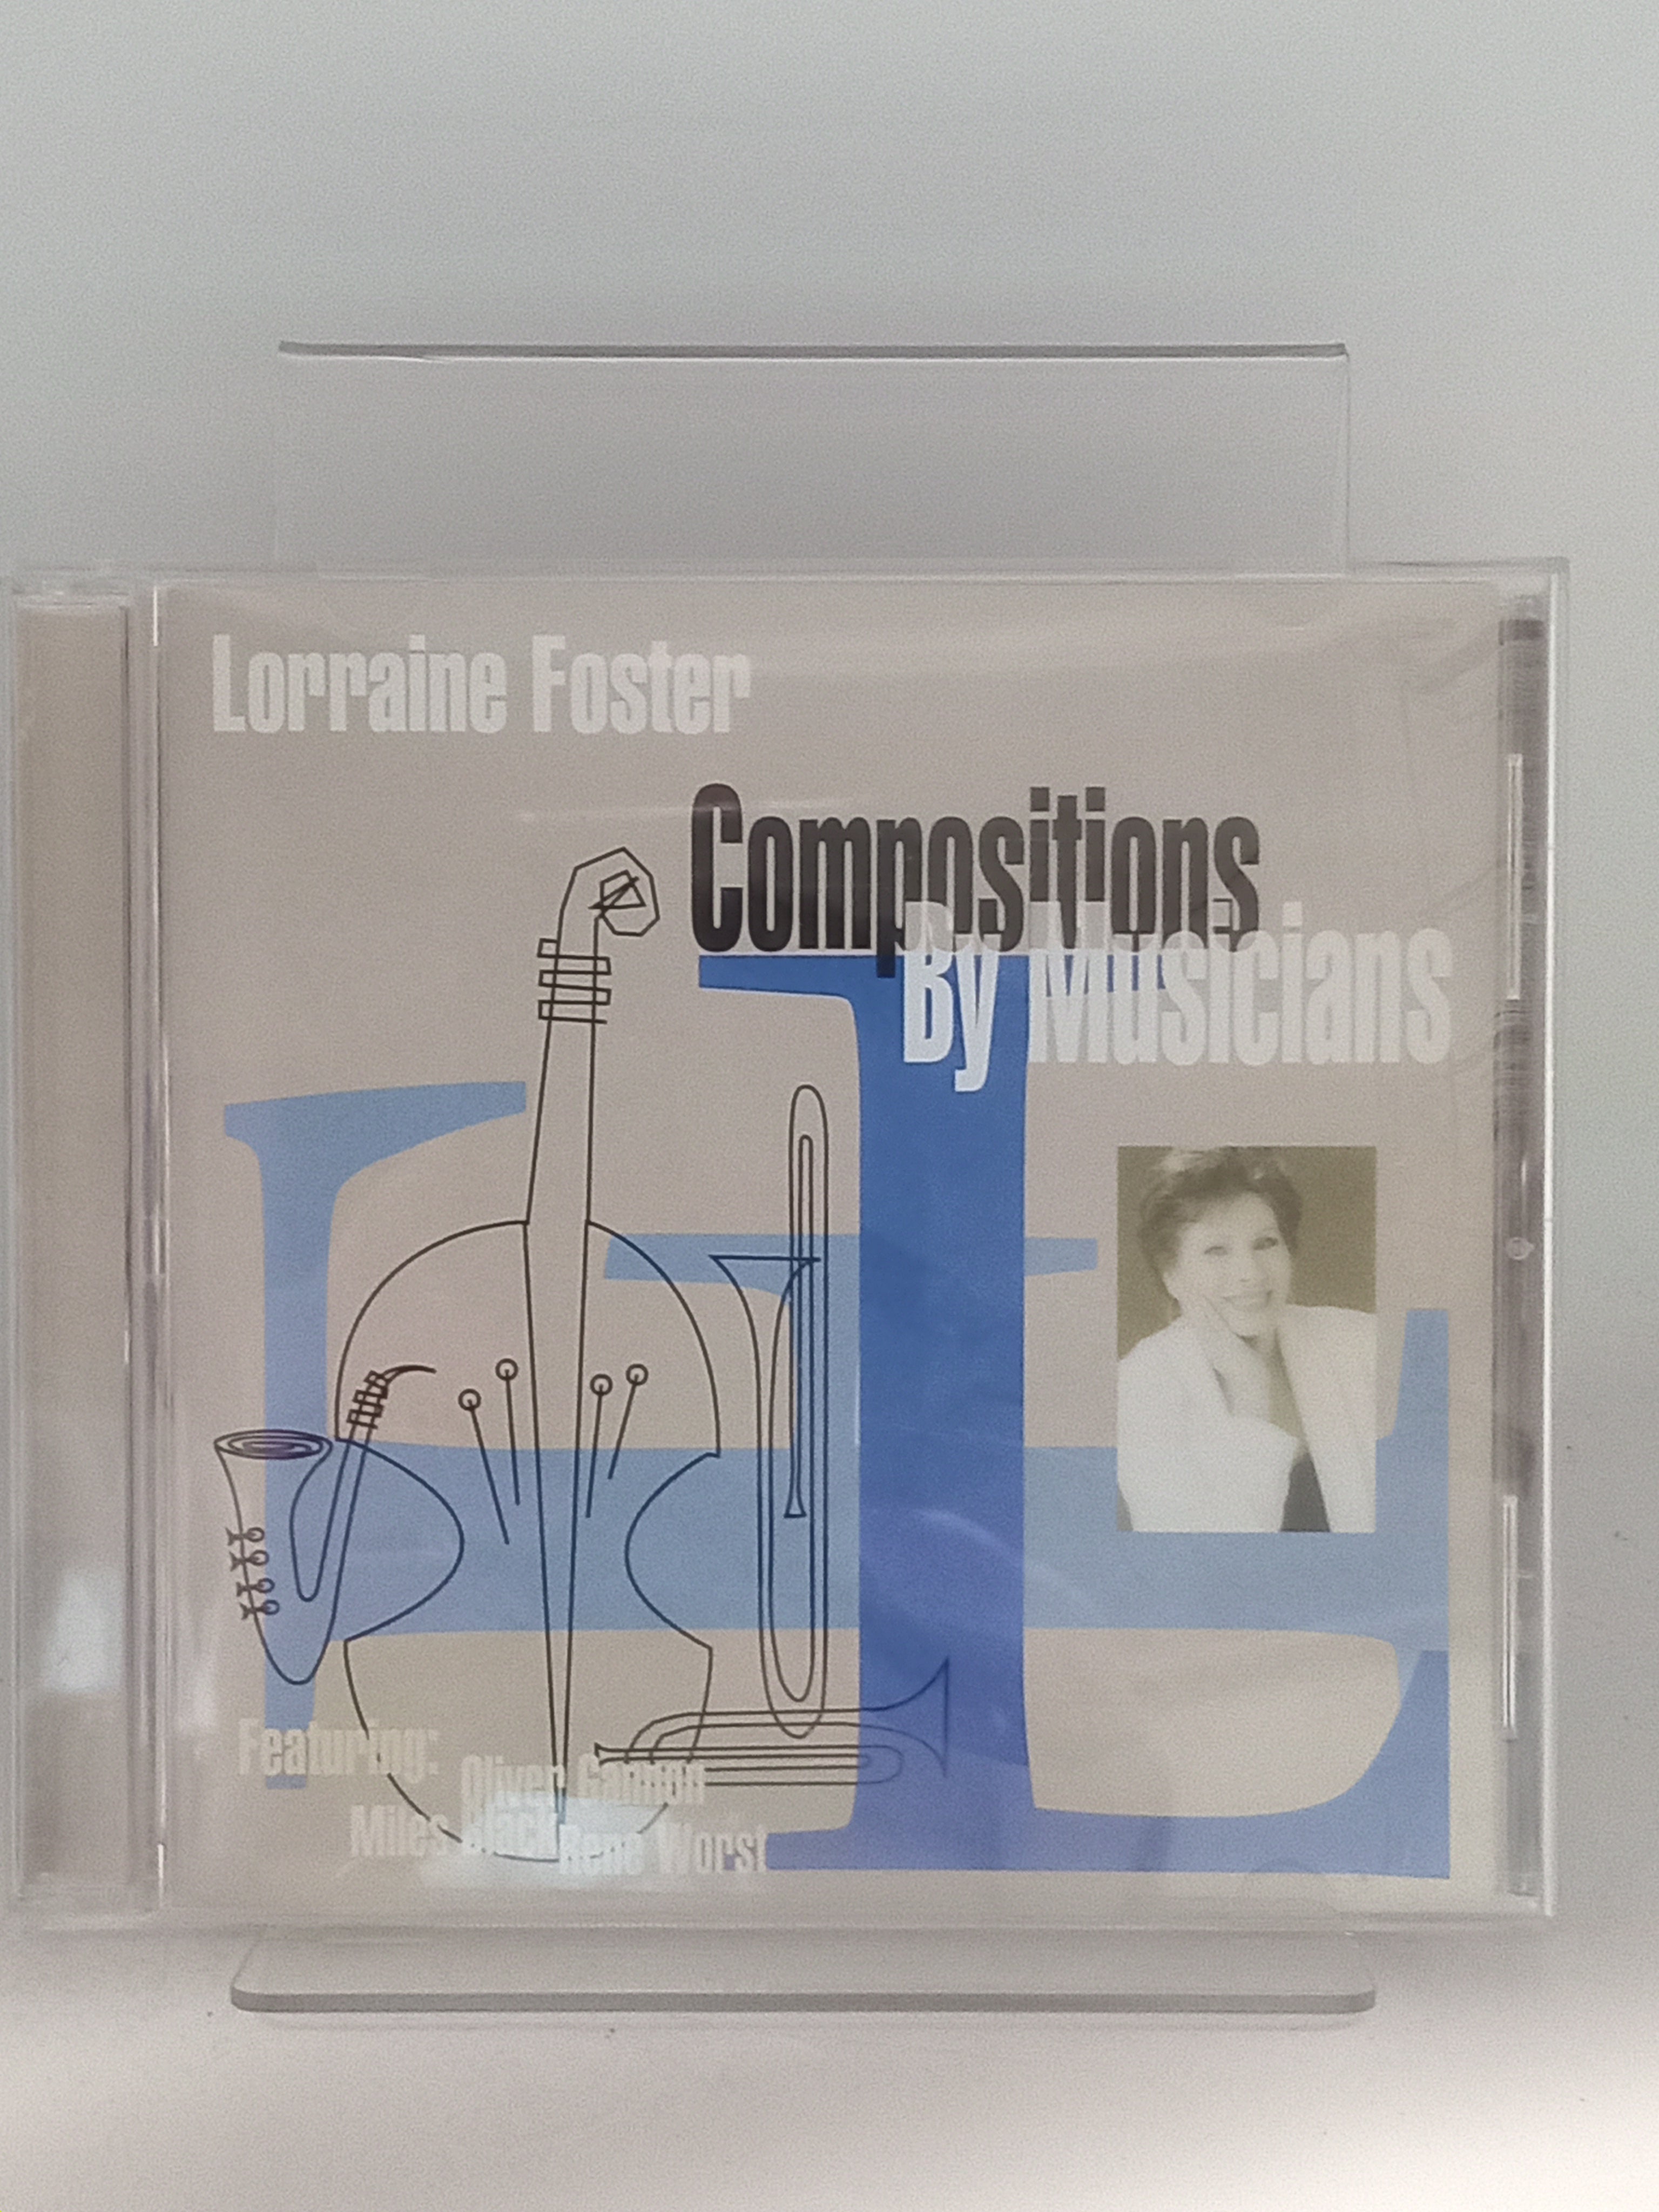 Lorraine Foster
Compositions
By Musicians
Featuring:
Oliver Gannon
Miles Black
Rene Worst